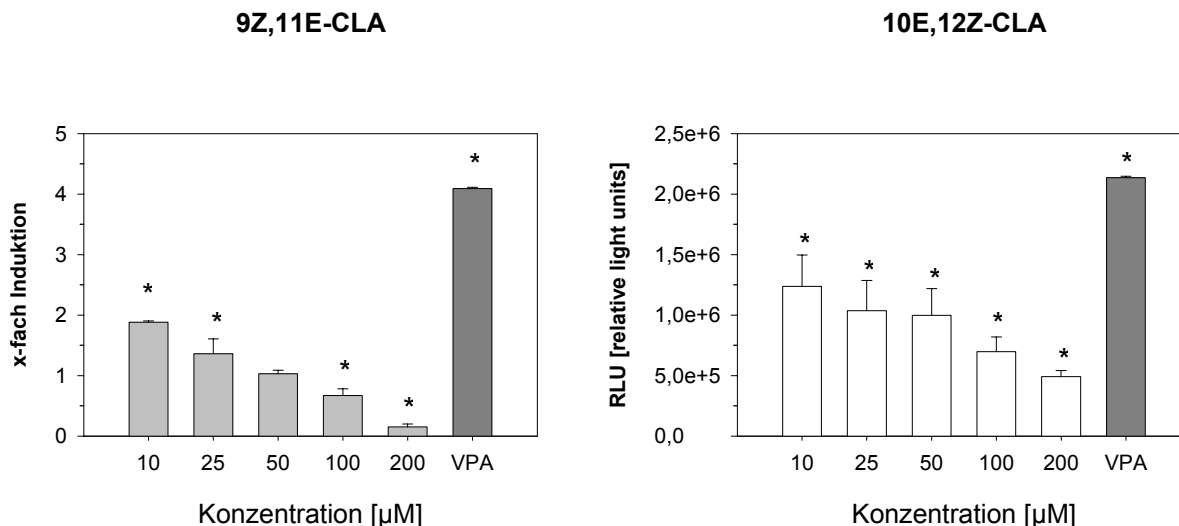 9Z,11E-CLA
10E,12Z-CLA
x-fach Induktion
5
4
3
2
1
0
*
*
*
*
*
10
25
50
100
200
VPA
Konzentration [µM]
RLU [relative light units]
2,5e+6
2,0e+6
1,5e+6
1,0e+6
5,0e+5
0,0
*
*
*
*
*
*
10
25
50
100
200
VPA
Konzentration [µM]